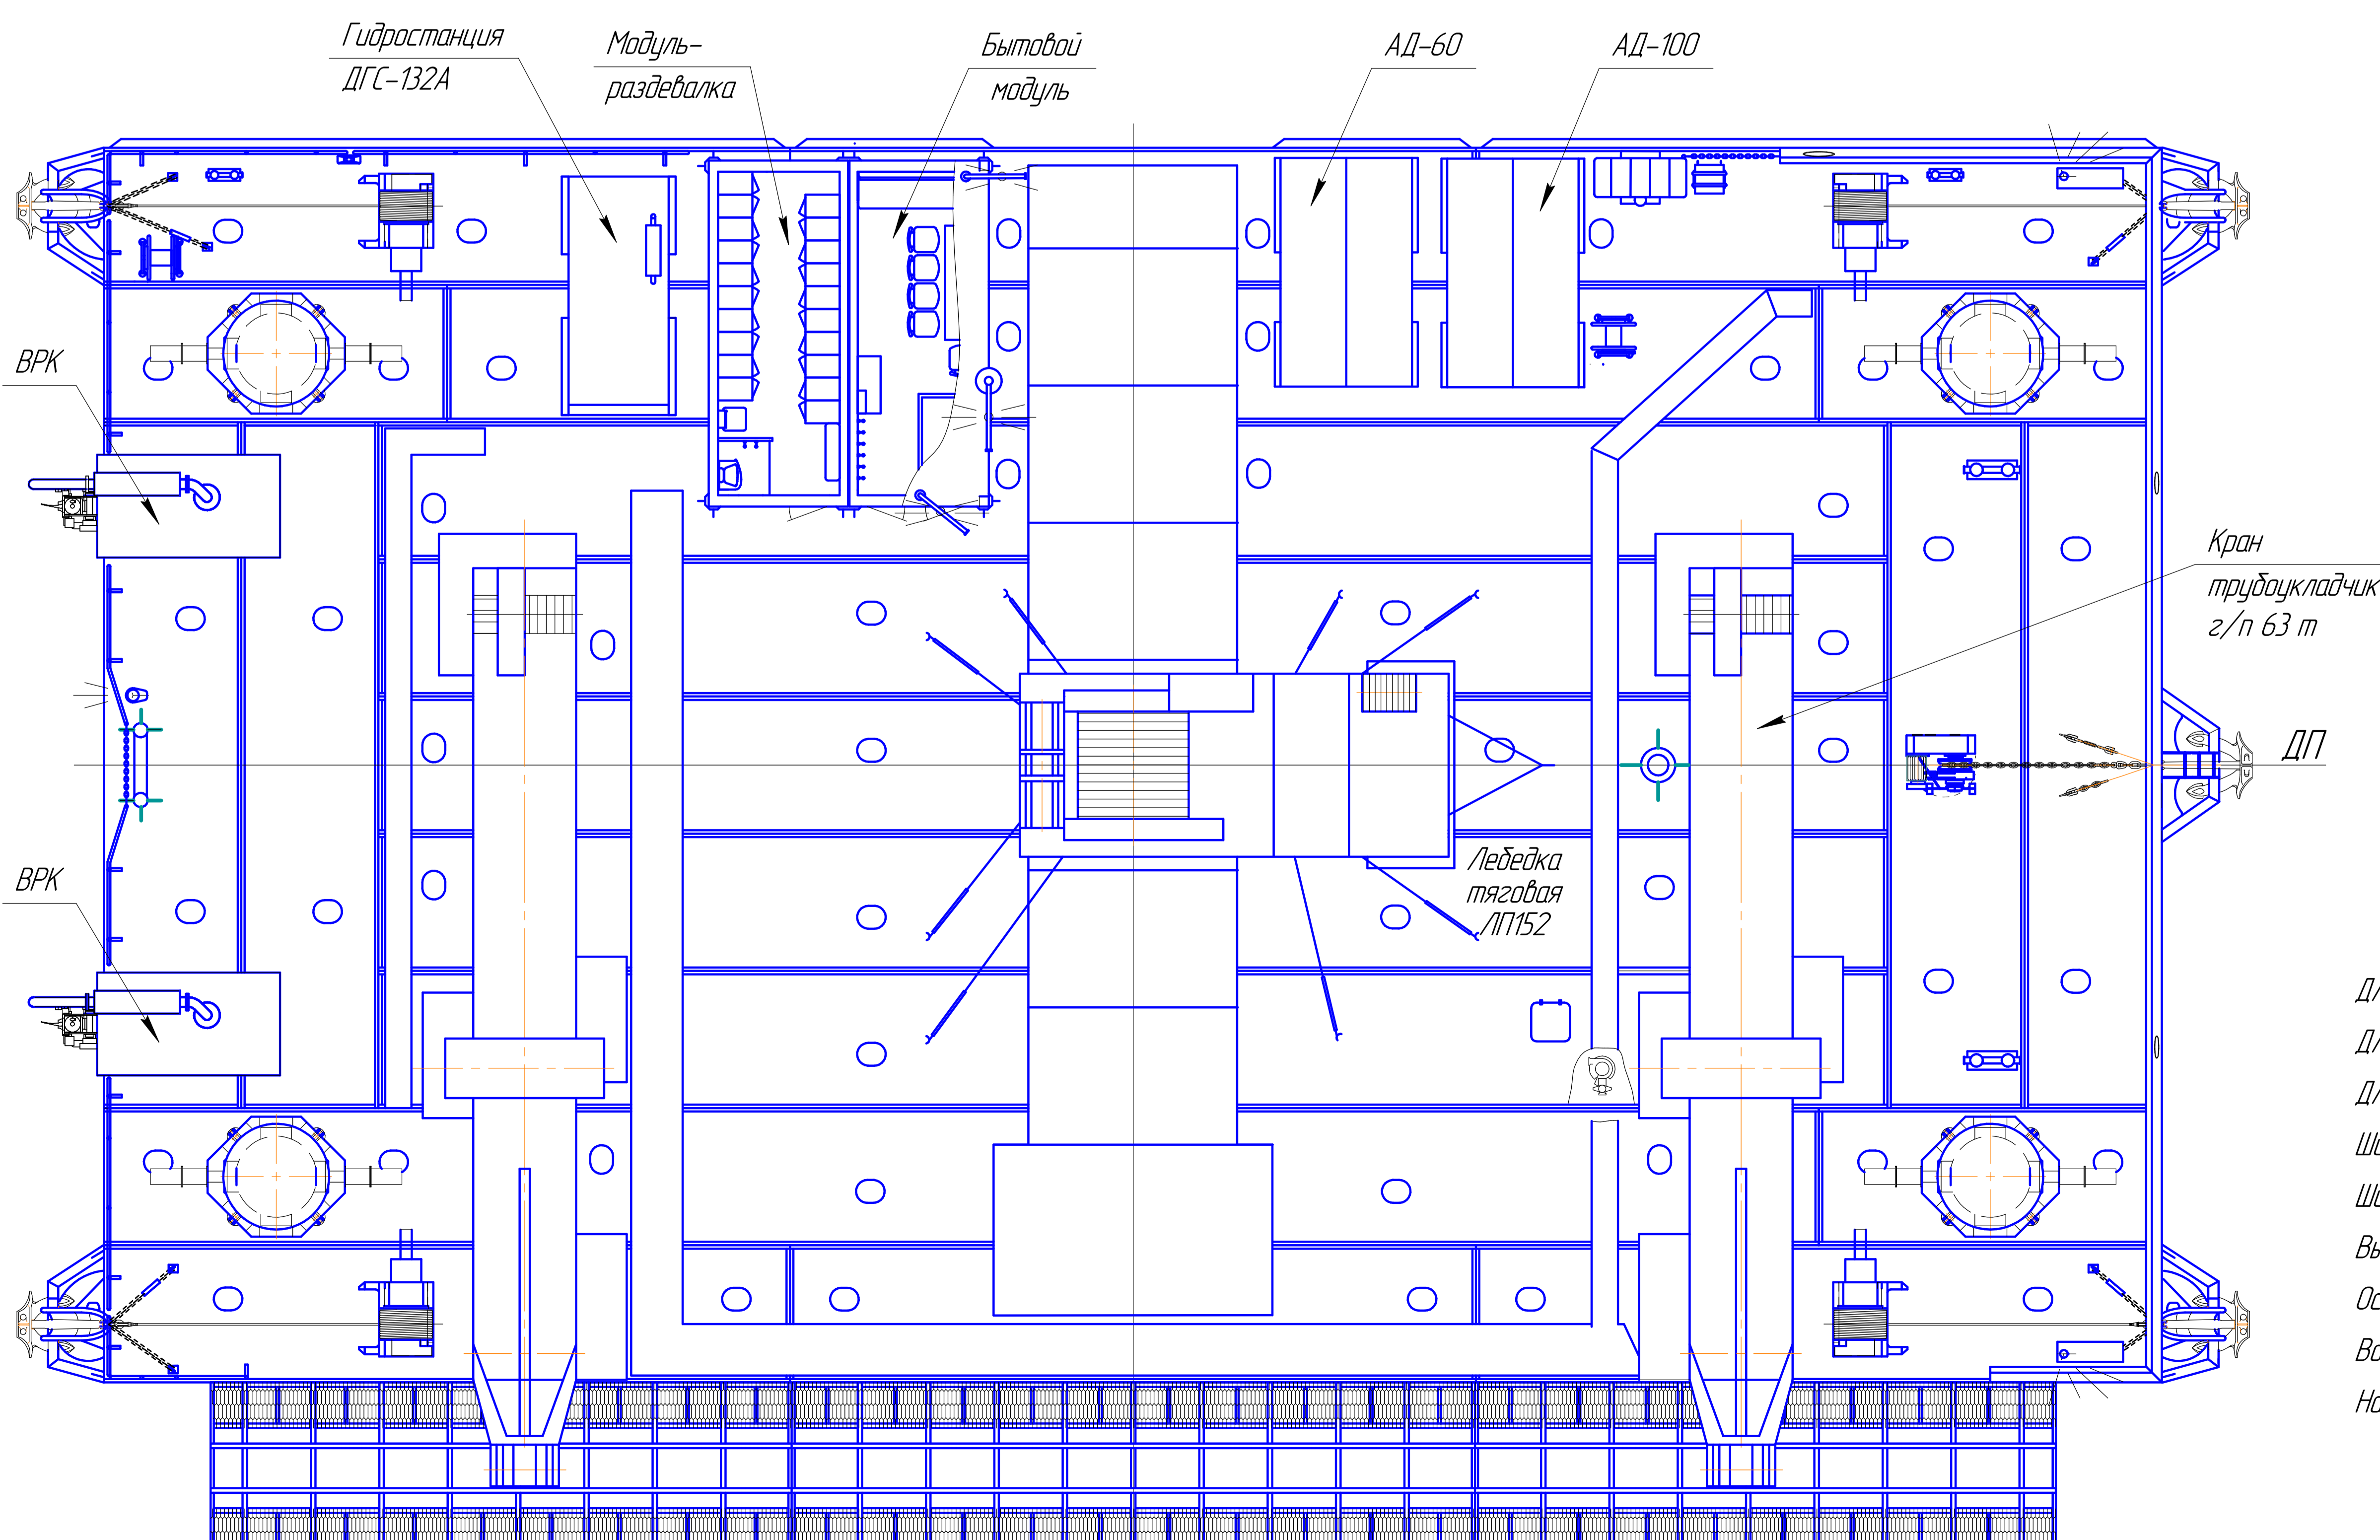 Гидростанция
ДГС-132А
Модуль-
раздевалка
Бытовой
модуль
АД-60
АД-100
ВРК
Кран
трубоукладчик
г/п 63 т
ДП
Лебедка
тяговая
ЛП152
ВРК